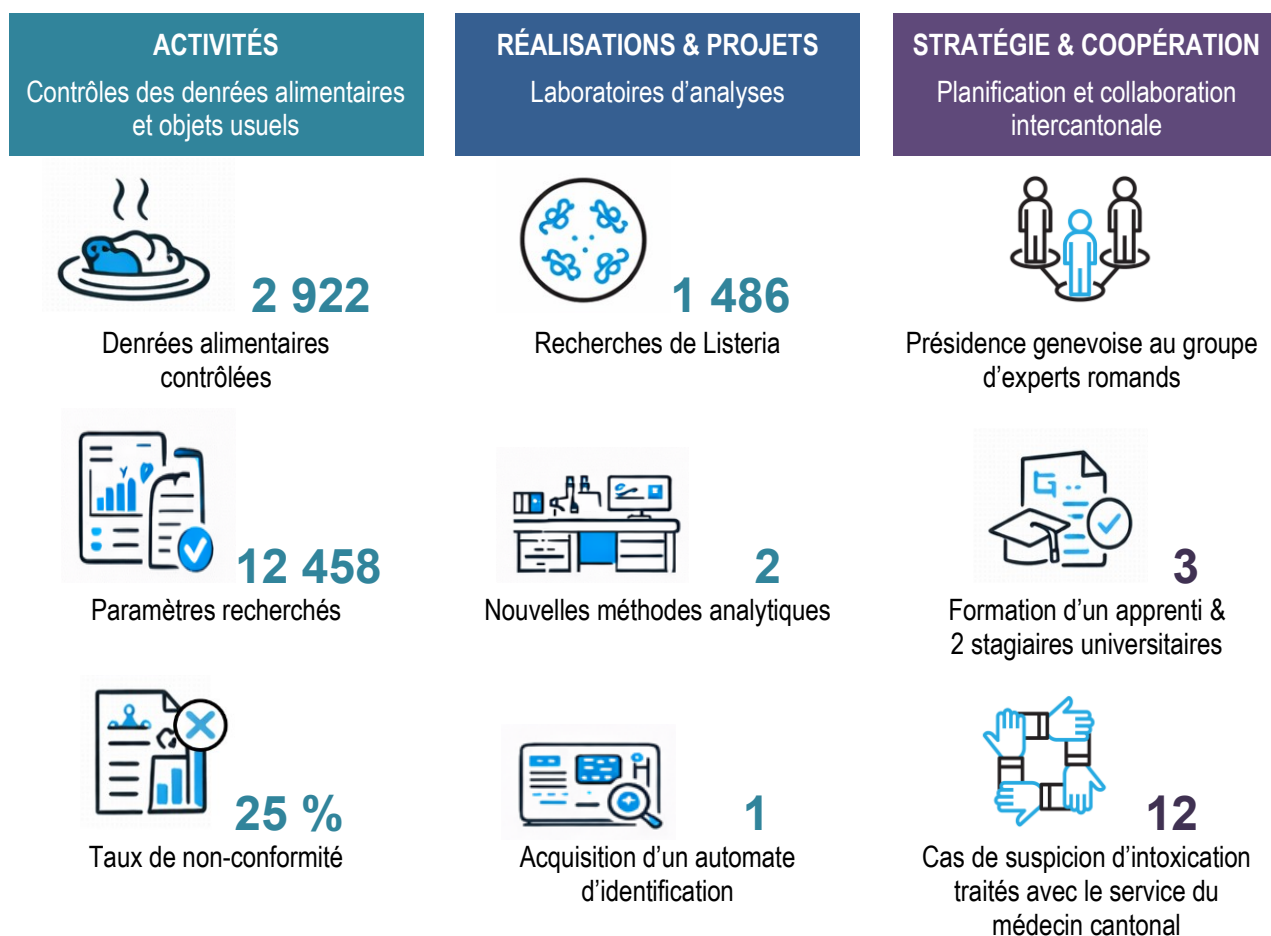 ACTIVITÉS
Contrôles des denrées alimentaires
et objets usuels
2 922
Denrées alimentaires
contrôlées
12 458
Paramètres recherchés
25 %
Taux de non-conformité
RÉALISATIONS & PROJETS
Laboratoires d’analyses
1 486
Recherches de Listeria
2
Nouvelles méthodes analytiques
1
Acquisition d’un automate
d’identification
STRATÉGIE & COOPÉRATION
Planification et collaboration
intercantonale
Présidence genevoise au groupe
d’experts romands
3
Formation d’un apprenti &
2 stagiaires universitaires
12
Cas de suspicion d’intoxication
traités avec le service du
médecin cantonal